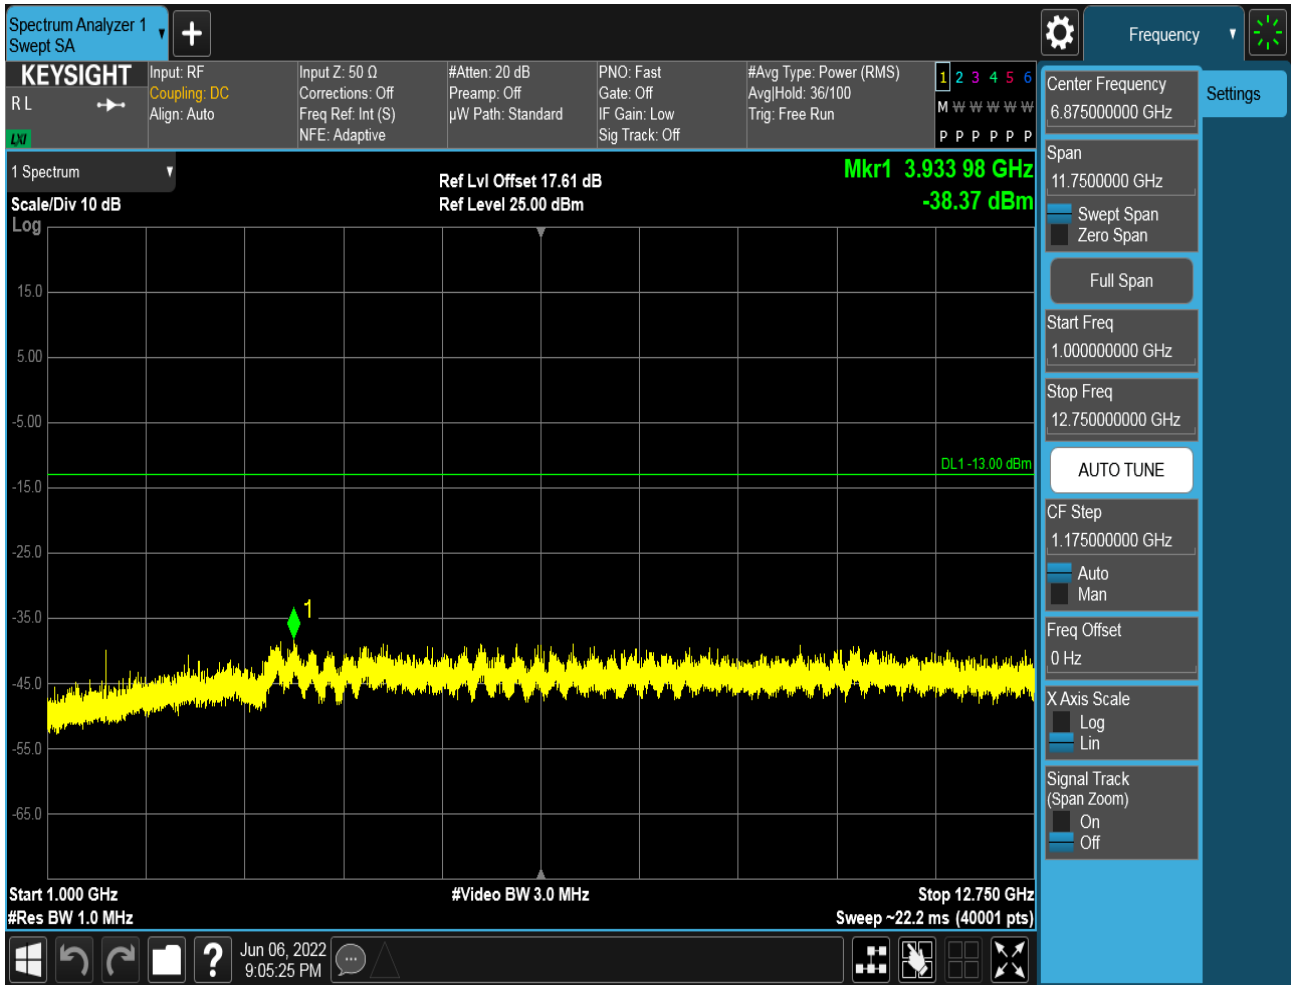 Spectrum Analyzer 1
Swept SA
Frequency
KEYSIGHT
R L
LXI
Input: RF
Coupling: DC
Align: Auto
Input Z: 50 Ω
Corrections: Off
Freq Ref: Int (S)
NFE: Adaptive
#Atten: 20 dB
Preamp: Off
µW Path: Standard
PNO: Fast
Gate: Off
IF Gain: Low
Sig Track: Off
#Avg Type: Power (RMS)
Avg|Hold: 36/100
Trig: Free Run
1 2 3 4 5 6
M W W W W W
P P P P P P
1 Spectrum
Scale/Div 10 dB
Log
Ref Lvl Offset 17.61 dB
Ref Level 25.00 dBm
Mkr1 3.933 98 GHz
-38.37 dBm
15.0
5.00
-5.00
DL1 -13.00 dBm
-15.0
-25.0
-35.0
1
-45.0
-55.0
-65.0
Start 1.000 GHz
#Res BW 1.0 MHz
#Video BW 3.0 MHz
Stop 12.750 GHz
Sweep ~22.2 ms (40001 pts)
Jun 06, 2022
9:05:25 PM
Center Frequency
6.875000000 GHz
Settings
Span
11.7500000 GHz
Swept Span
Zero Span
Full Span
Start Freq
1.000000000 GHz
Stop Freq
12.750000000 GHz
AUTO TUNE
CF Step
1.175000000 GHz
Auto
Man
Freq Offset
0 Hz
X Axis Scale
Log
Lin
Signal Track
(Span Zoom)
On
Off